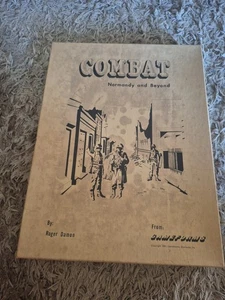 COMBAT
Normandy and Beyond
By:
Roger Damon
From:
GAMEFORMS